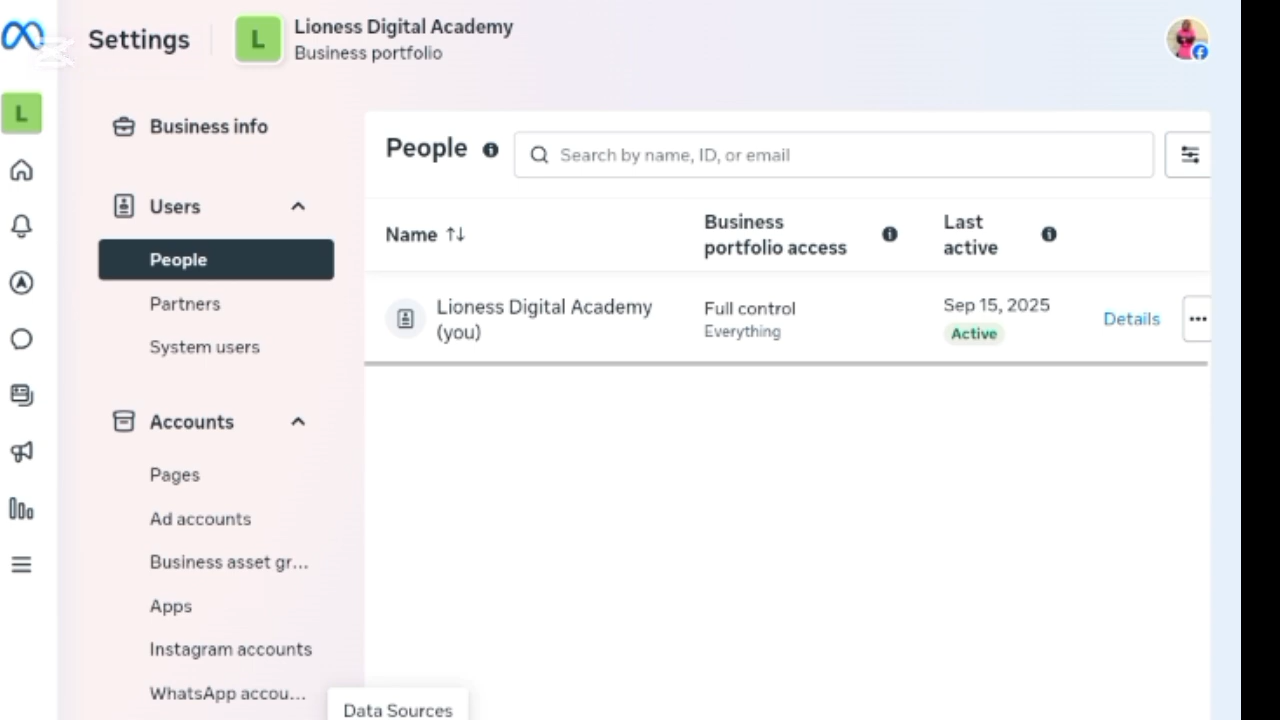 Settings
L
Lioness Digital Academy
Business portfolio
L
Business info
Users
People
Partners
System users
Accounts
Pages
Ad accounts
Business asset gr...
Apps
Instagram accounts
WhatsApp accou...
Data Sources
People
Search by name, ID, or email
Name
Business
portfolio access
Last
active
Lioness Digital Academy
(you)
Full control
Everything
Sep 15, 2025
Active
Details